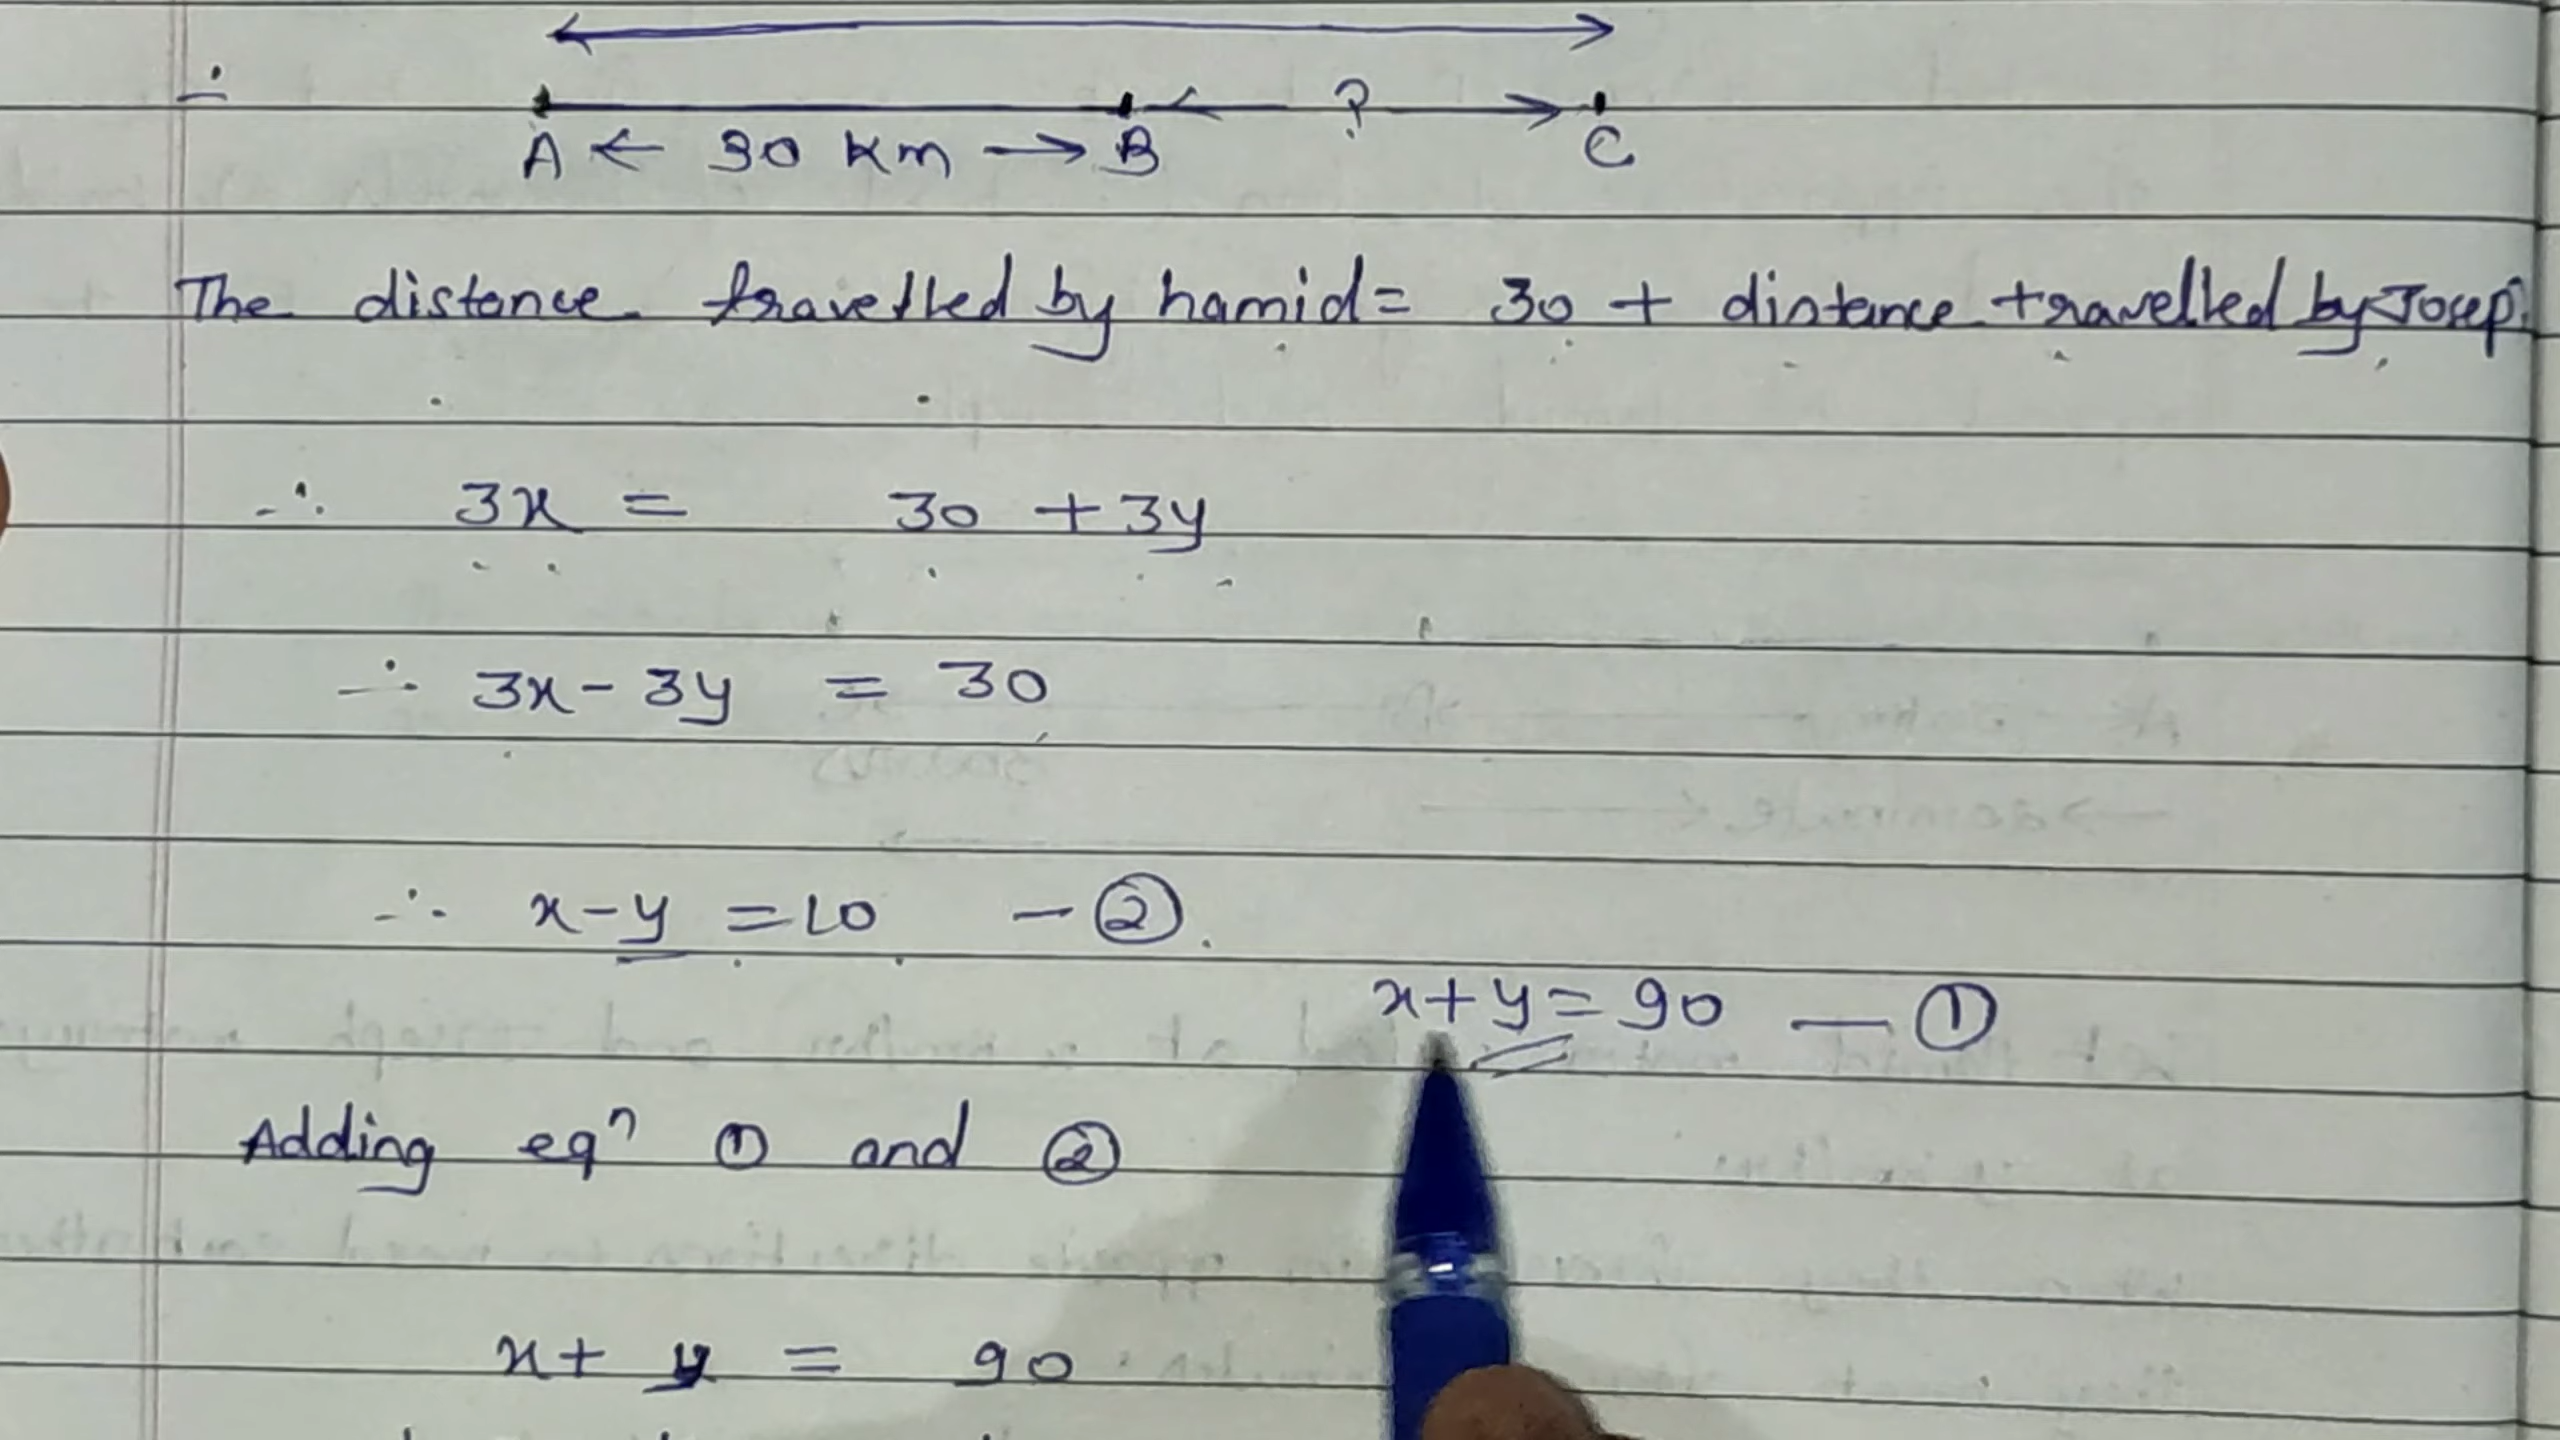 ?
A ← 30 km → B C
The distance travelled by hamid = 30 + distance travelled by Josep
∴ 3x = 30 + 3y
∴ 3x - 3y = 30
∴ x - y = 10 - ②.
x + y = 90 — ①
Adding eqⁿ ① and ②
x + y = 90